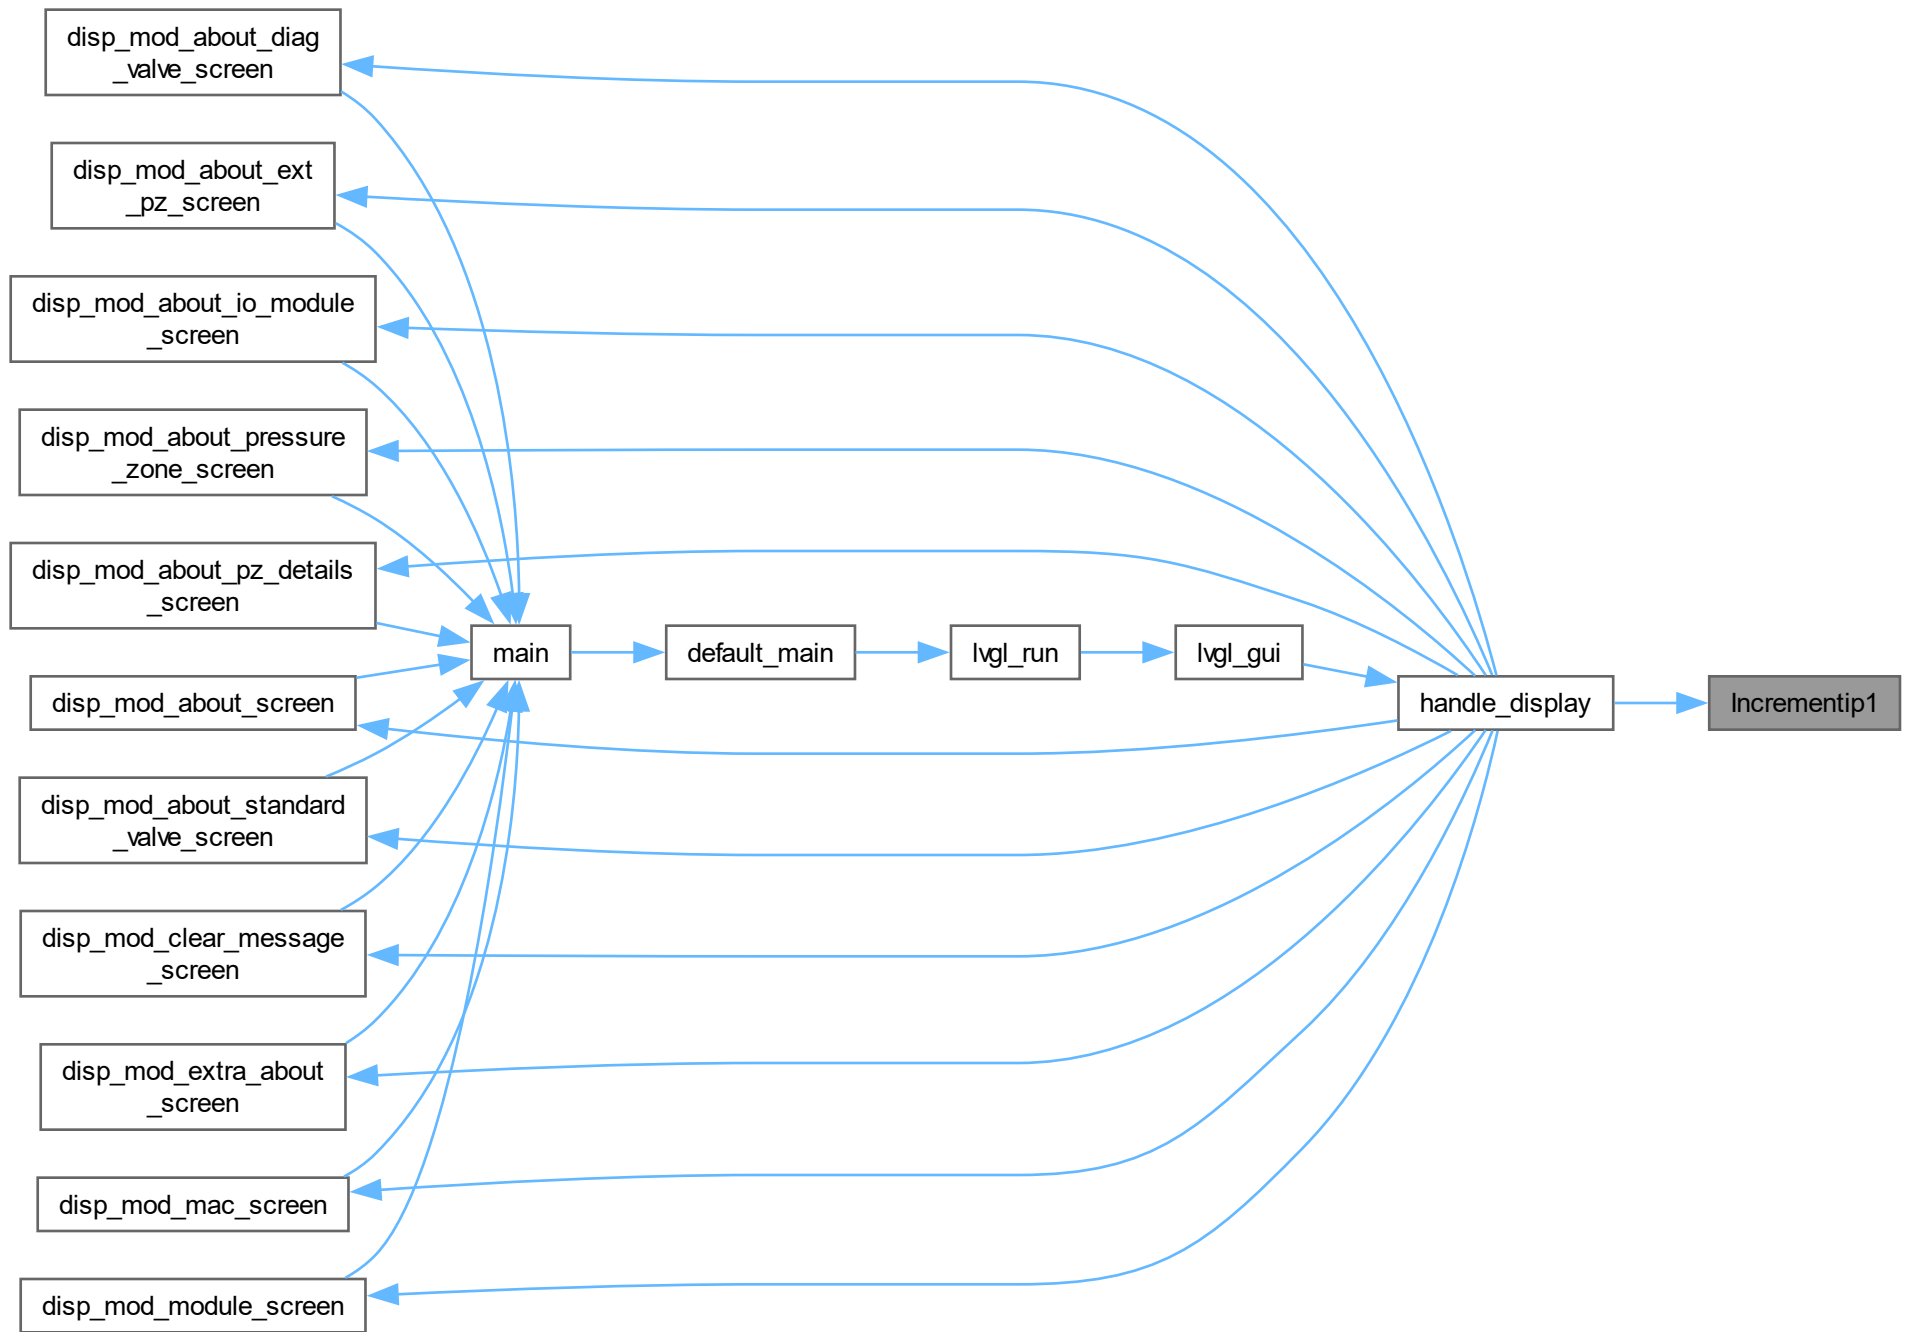 disp_mod_about_diag
_valve_screen
disp_mod_about_ext
_pz_screen
disp_mod_about_io_module
_screen
disp_mod_about_pressure
_zone_screen
disp_mod_about_pz_details
_screen
main
default_main
lvgl_run
lvgl_gui
handle_display
Incrementip1
disp_mod_about_screen
disp_mod_about_standard
_valve_screen
disp_mod_clear_message
_screen
disp_mod_extra_about
_screen
disp_mod_mac_screen
disp_mod_module_screen